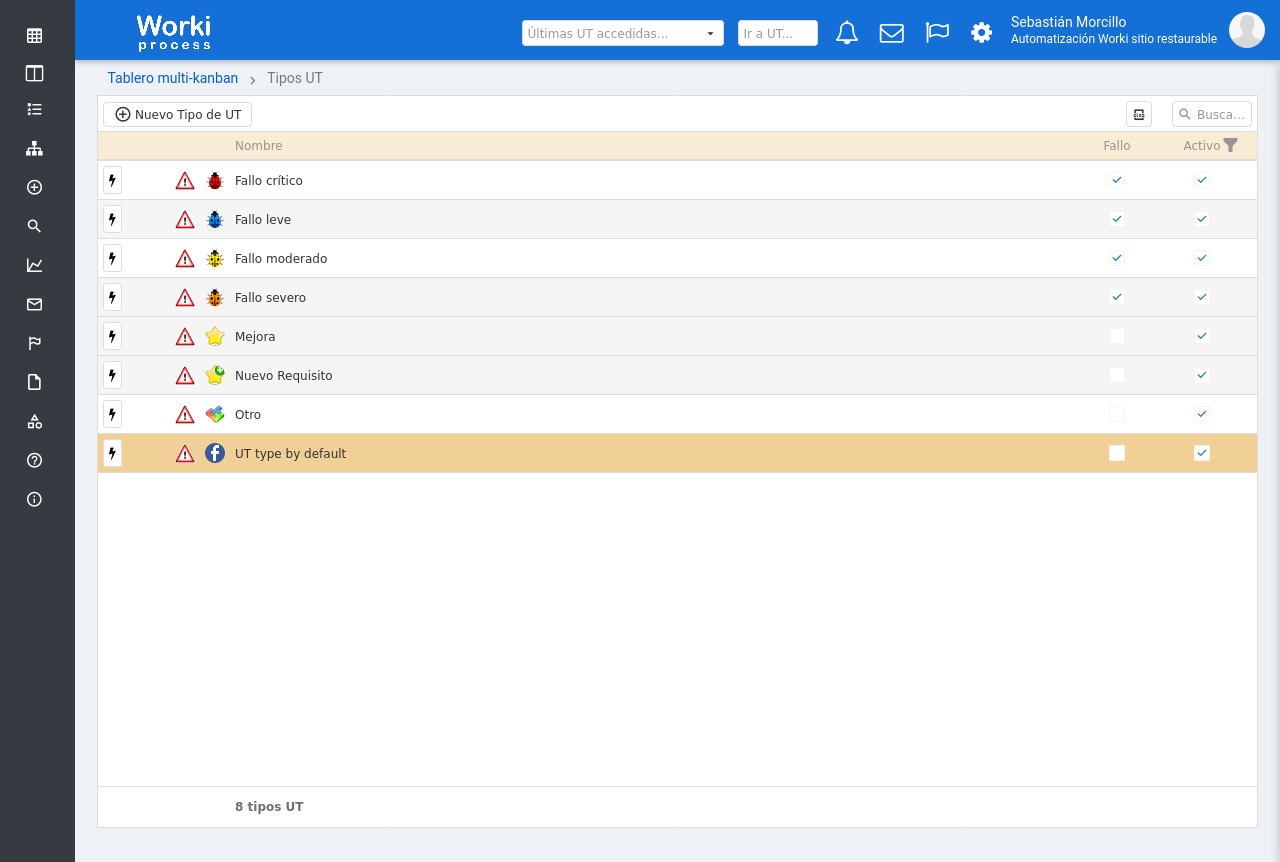 Worki
process
Últimas UT accedidas...
Ir a UT...
Sebastián Morcillo
Automatización Worki sitio restaurable
Tablero multi-kanban > Tipos UT
Nuevo Tipo de UT
Busca...
Nombre Fallo Activo
Fallo crítico
Fallo leve
Fallo moderado
Fallo severo
Mejora
Nuevo Requisito
Otro
UT type by default
8 tipos UT